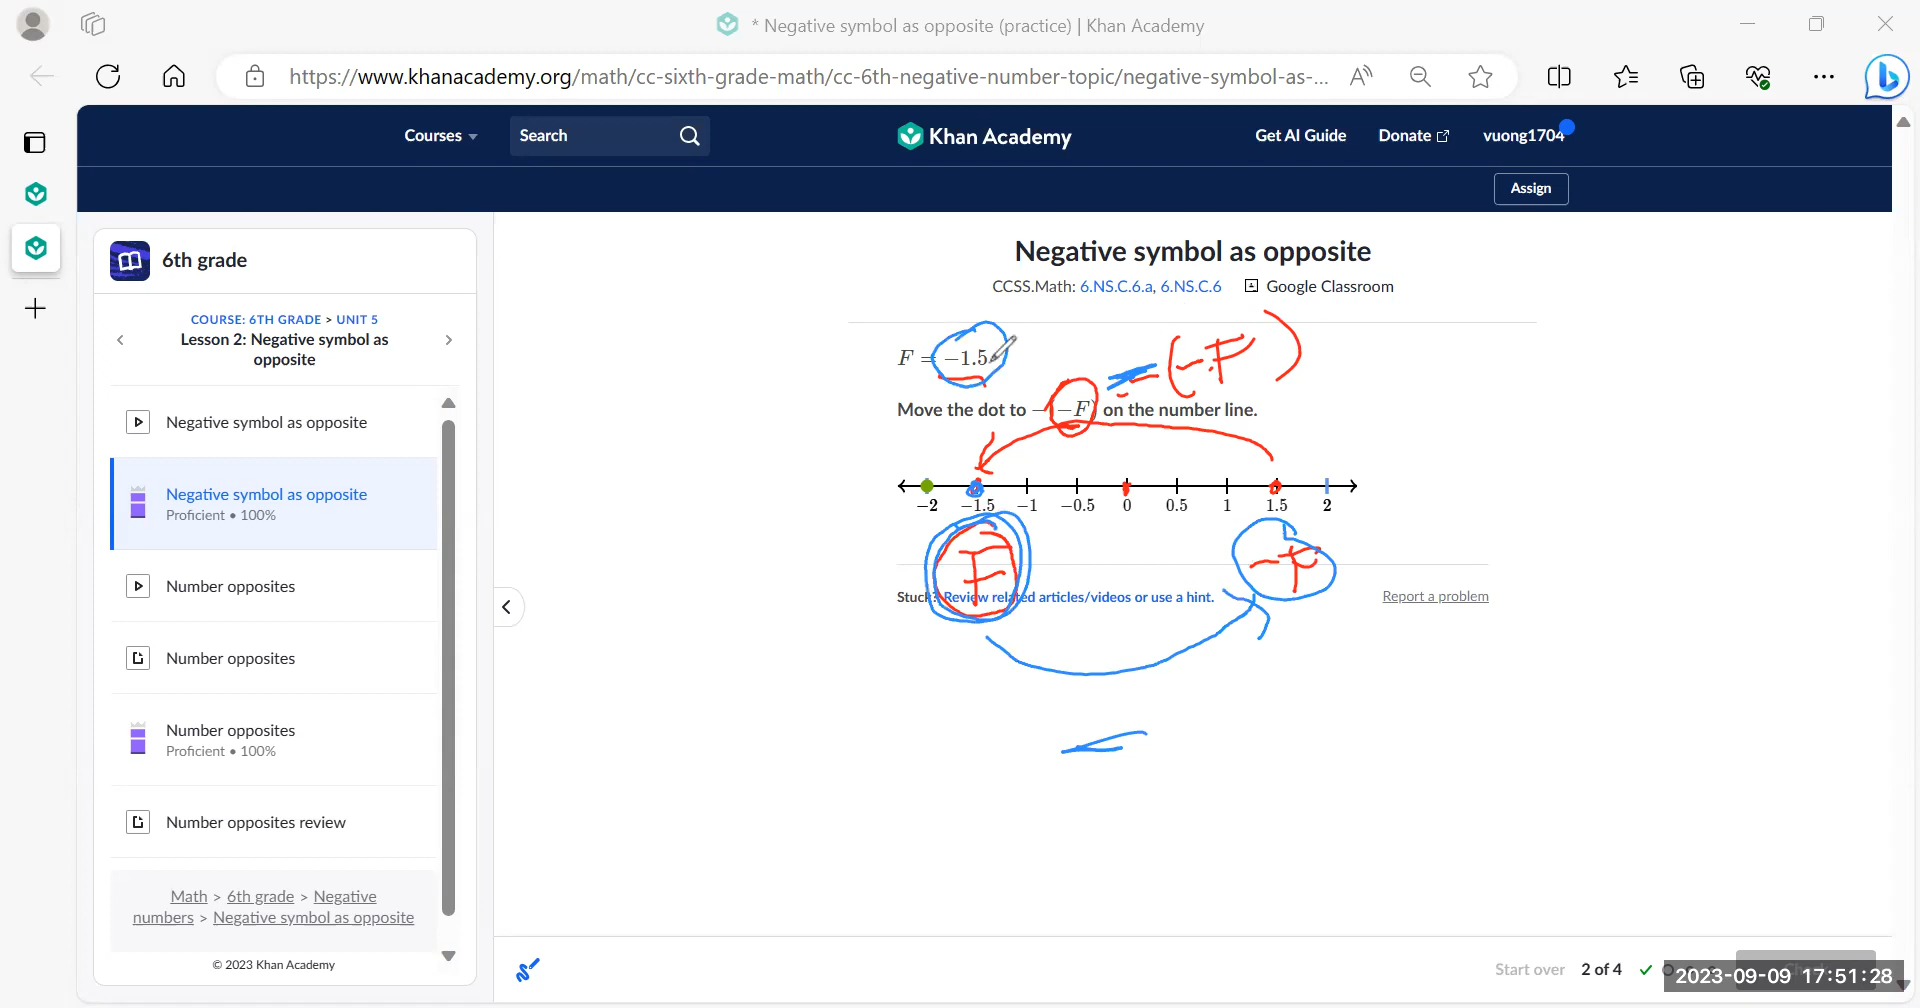 * Negative symbol as opposite (practice) | Khan Academy
https://www.khanacademy.org/math/cc-sixth-grade-math/cc-6th-negative-number-topic/negative-symbol-as-...
Courses
Search
Khan Academy
Get AI Guide
Donate
vuong1704
Assign
6th grade
COURSE: 6TH GRADE > UNIT 5
Lesson 2: Negative symbol as
opposite
Negative symbol as opposite
Negative symbol as opposite
Proficient • 100%
Number opposites
Number opposites
Number opposites
Proficient • 100%
Number opposites review
Math > 6th grade > Negative
numbers > Negative symbol as opposite
© 2023 Khan Academy
Negative symbol as opposite
CCSS.Math: 6.NS.C.6.a, 6.NS.C.6 Google Classroom
F = −1.5
= (-F)
Move the dot to −(−F) on the number line.
−2 −1.5 −1 −0.5 0 0.5 1 1.5 2
F -F
Stuck? Review related articles/videos or use a hint.
Report a problem
Start over 2 of 4
2023-09-09 17:51:28